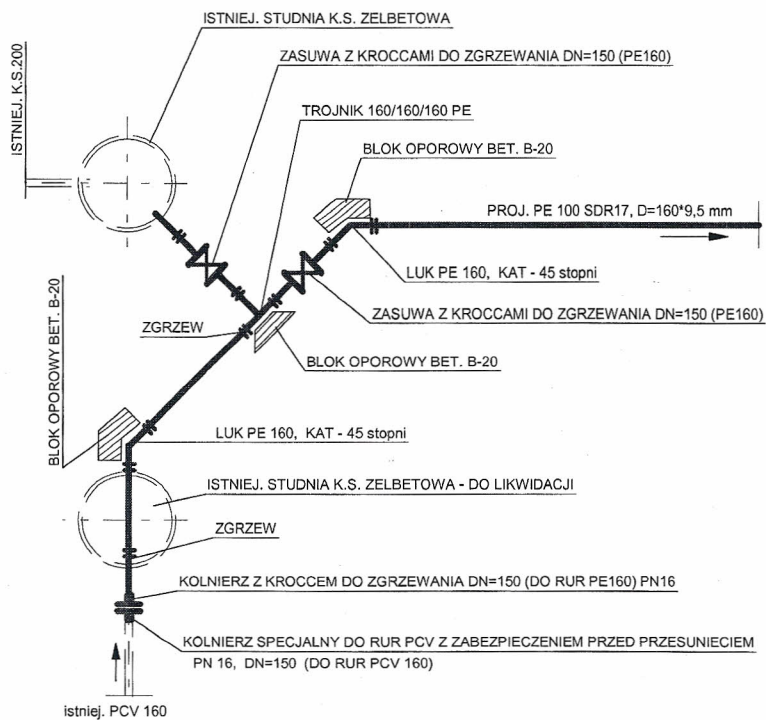 ISTNIEJ. STUDNIA K.S. ZELBETOWA
ISTNIEJ. K.S.200
ZASUWA Z KROCCAMI DO ZGRZEWANIA DN=150 (PE160)
TROJNIK 160/160/160 PE
BLOK OPOROWY BET. B-20
PROJ. PE 100 SDR17, D=160*9,5 mm
LUK PE 160, KAT - 45 stopni
ZASUWA Z KROCCAMI DO ZGRZEWANIA DN=150 (PE160)
ZGRZEW
BLOK OPOROWY BET. B-20
BLOK OPOROWY BET. B-20
LUK PE 160, KAT - 45 stopni
ISTNIEJ. STUDNIA K.S. ZELBETOWA - DO LIKWIDACJI
ZGRZEW
KOLNIERZ Z KROCCEM DO ZGRZEWANIA DN=150 (DO RUR PE160) PN16
KOLNIERZ SPECJALNY DO RUR PCV Z ZABEZPIECZENIEM PRZED PRZESUNIECIEM
PN 16, DN=150 (DO RUR PCV 160)
istniej. PCV 160